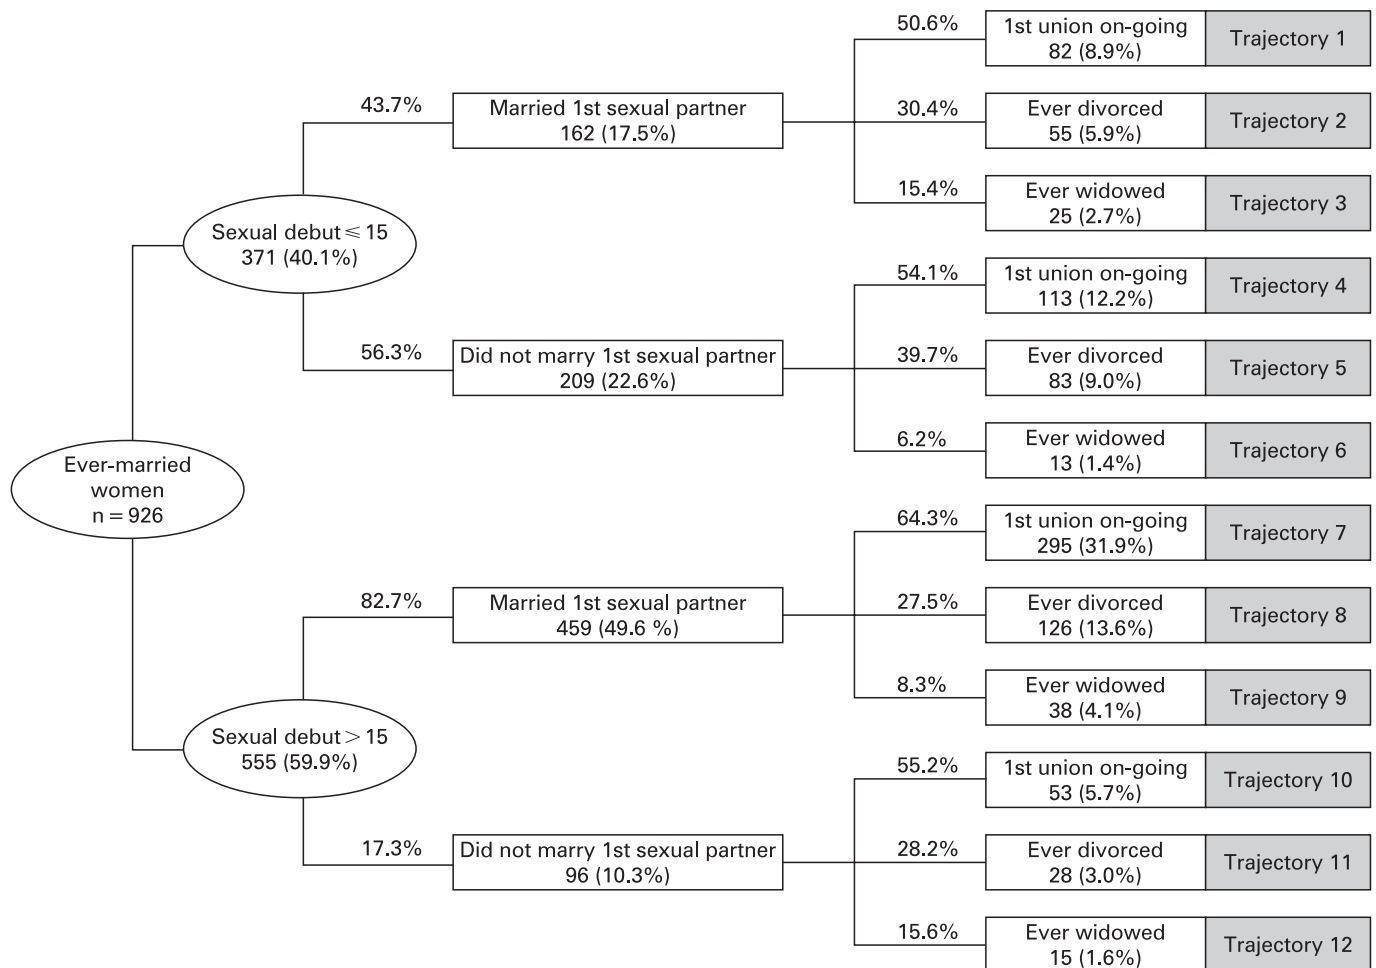 50.6%
1st union on-going
82 (8.9%)
Trajectory 1
43.7%
Married 1st sexual partner
162 (17.5%)
30.4%
Ever divorced
55 (5.9%)
Trajectory 2
15.4%
Ever widowed
25 (2.7%)
Trajectory 3
Sexual debut ⩽ 15
371 (40.1%)
54.1%
1st union on-going
113 (12.2%)
Trajectory 4
56.3%
Did not marry 1st sexual partner
209 (22.6%)
39.7%
Ever divorced
83 (9.0%)
Trajectory 5
6.2%
Ever widowed
13 (1.4%)
Trajectory 6
Ever-married
women
n = 926
64.3%
1st union on-going
295 (31.9%)
Trajectory 7
82.7%
Married 1st sexual partner
459 (49.6 %)
27.5%
Ever divorced
126 (13.6%)
Trajectory 8
8.3%
Ever widowed
38 (4.1%)
Trajectory 9
Sexual debut > 15
555 (59.9%)
55.2%
1st union on-going
53 (5.7%)
Trajectory 10
17.3%
Did not marry 1st sexual partner
96 (10.3%)
28.2%
Ever divorced
28 (3.0%)
Trajectory 11
15.6%
Ever widowed
15 (1.6%)
Trajectory 12